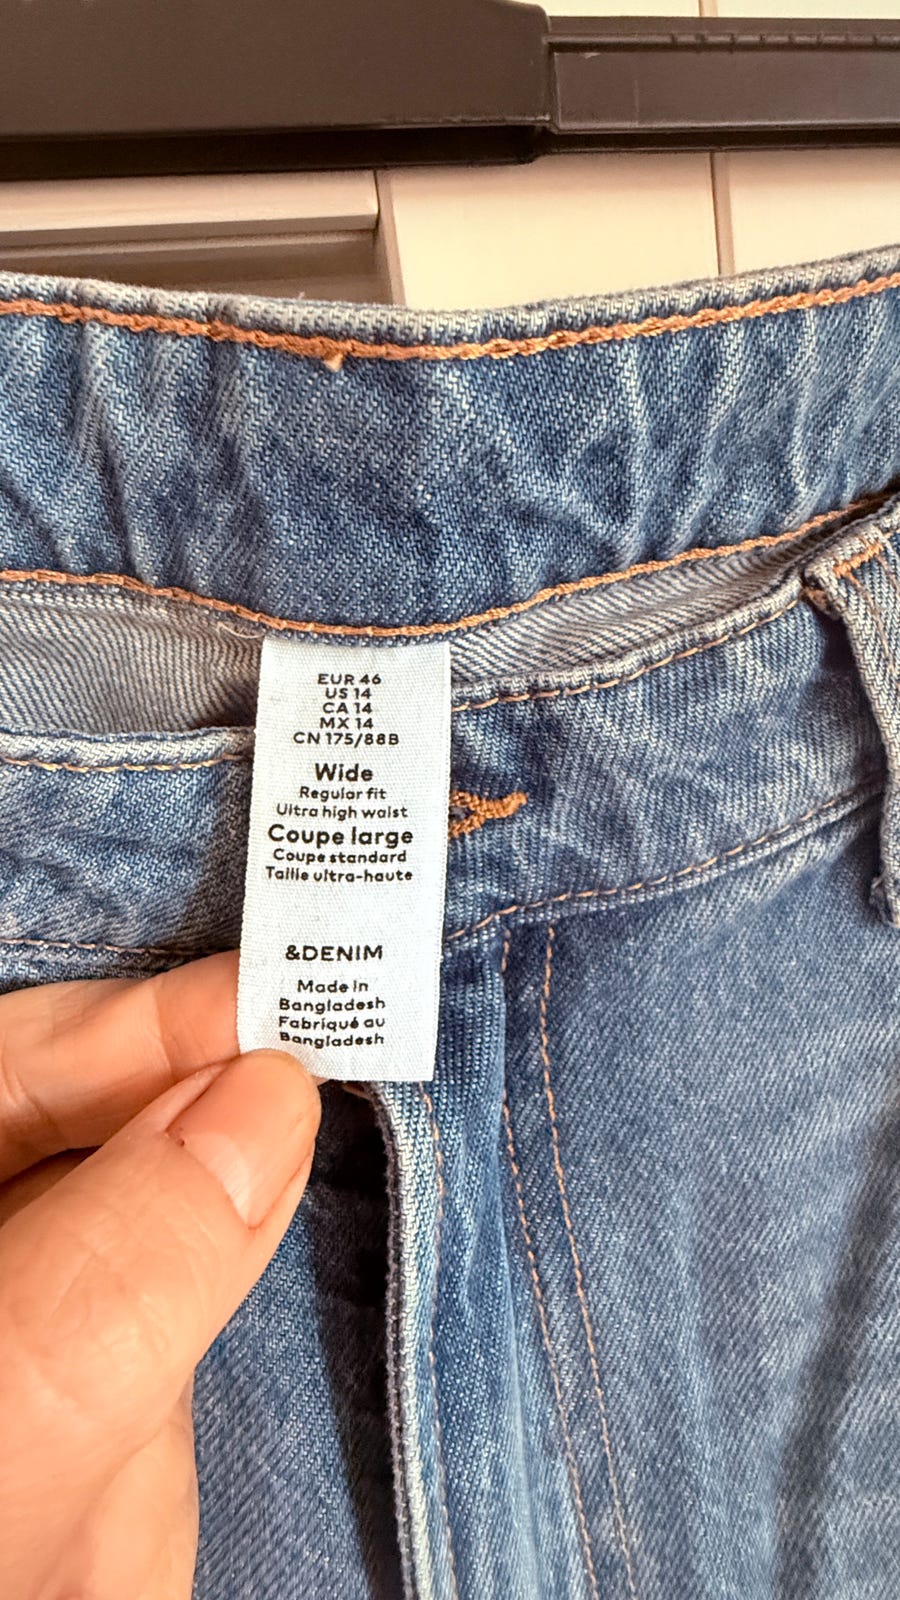 EUR 46
US 14
CA 14
MX 14
CN 175/88B
Wide
Regular fit
Ultra high waist
Coupe large
Coupe standard
Taille ultra-haute
&DENIM
Made in
Bangladesh
Fabriqué au
Bangladesh